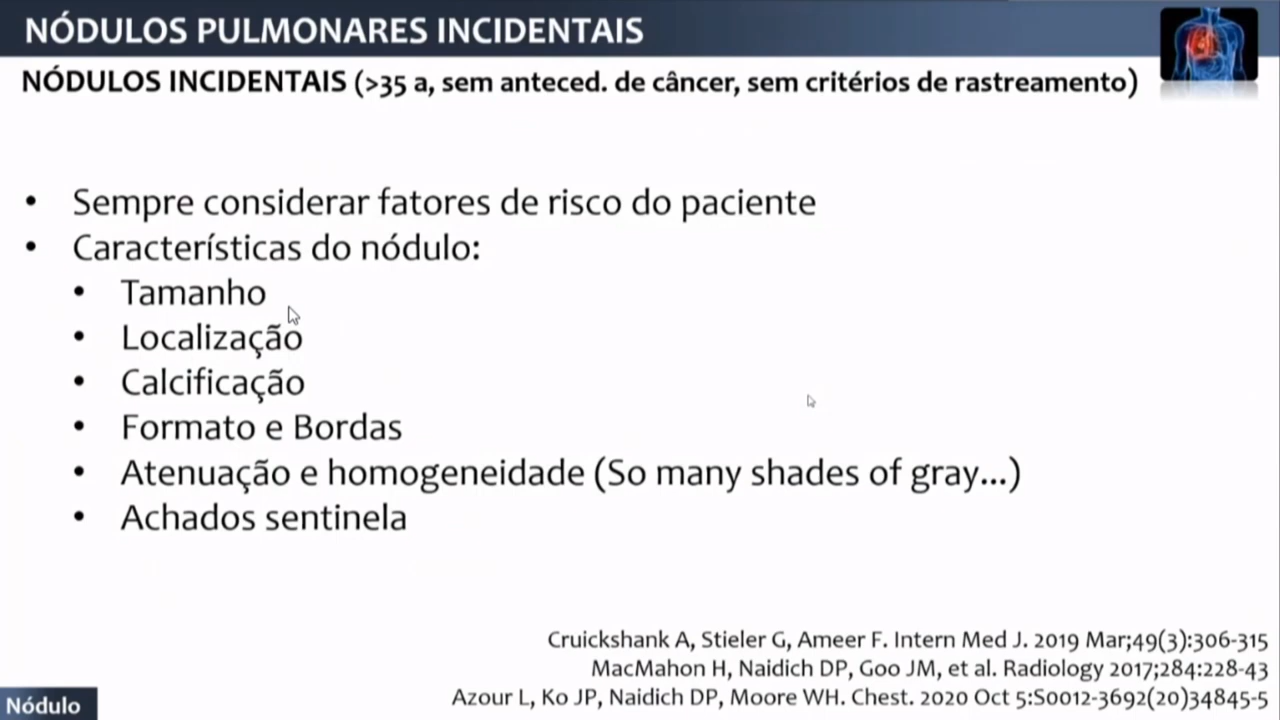 NÓDULOS PULMONARES INCIDENTAIS
NÓDULOS INCIDENTAIS (>35 a, sem anteced. de câncer, sem critérios de rastreamento)
• Sempre considerar fatores de risco do paciente
• Características do nódulo:
• Tamanho
• Localização
• Calcificação
• Formato e Bordas
• Atenuação e homogeneidade (So many shades of gray...)
• Achados sentinela
Cruickshank A, Stieler G, Ameer F. Intern Med J. 2019 Mar;49(3):306-315
MacMahon H, Naidich DP, Goo JM, et al. Radiology 2017;284:228-43
Azour L, Ko JP, Naidich DP, Moore WH. Chest. 2020 Oct 5:S0012-3692(20)34845-5
Nódulo